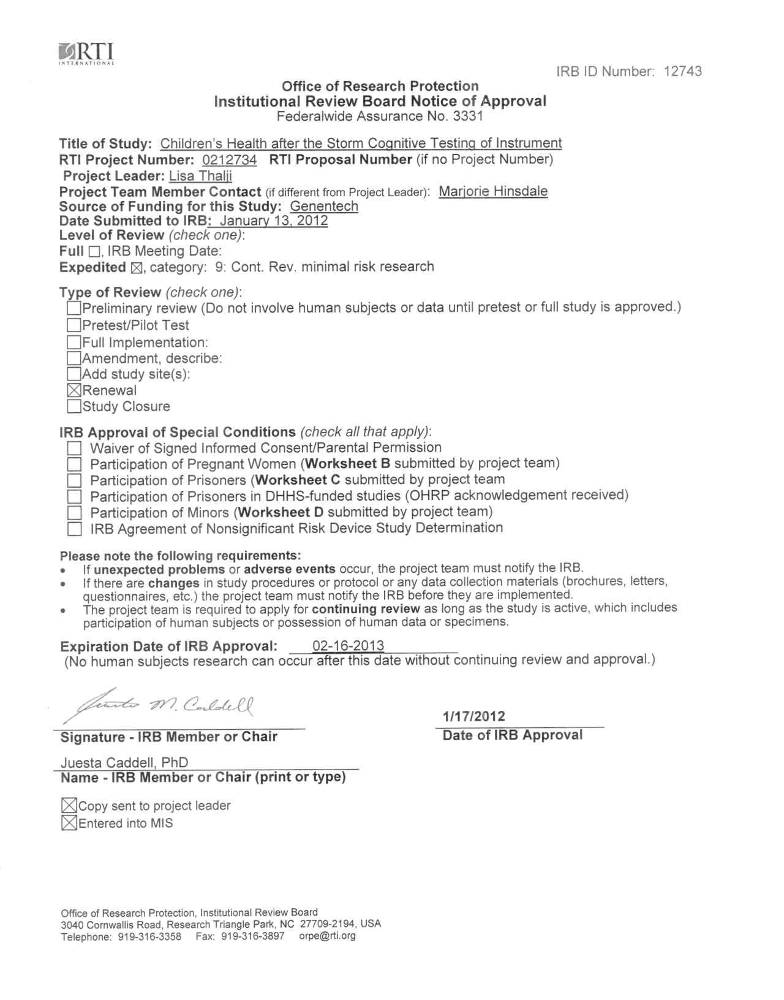 RTI
INTERNATIONAL
IRB ID Number: 12743
Office of Research Protection
Institutional Review Board Notice of Approval
Federalwide Assurance No. 3331
Title of Study: Children's Health after the Storm Cognitive Testing of Instrument
RTI Project Number: 0212734 RTI Proposal Number (if no Project Number)
Project Leader: Lisa Thalji
Project Team Member Contact (if different from Project Leader): Marjorie Hinsdale
Source of Funding for this Study: Genentech
Date Submitted to IRB: January 13, 2012
Level of Review (check one):
Full ☐, IRB Meeting Date:
Expedited ☒, category: 9: Cont. Rev. minimal risk research
Type of Review (check one):
☐Preliminary review (Do not involve human subjects or data until pretest or full study is approved.)
☐Pretest/Pilot Test
☐Full Implementation:
☐Amendment, describe:
☐Add study site(s):
☒Renewal
☐Study Closure
IRB Approval of Special Conditions (check all that apply):
☐ Waiver of Signed Informed Consent/Parental Permission
☐ Participation of Pregnant Women (Worksheet B submitted by project team)
☐ Participation of Prisoners (Worksheet C submitted by project team
☐ Participation of Prisoners in DHHS-funded studies (OHRP acknowledgement received)
☐ Participation of Minors (Worksheet D submitted by project team)
☐ IRB Agreement of Nonsignificant Risk Device Study Determination
Please note the following requirements:
• If unexpected problems or adverse events occur, the project team must notify the IRB.
• If there are changes in study procedures or protocol or any data collection materials (brochures, letters,
questionnaires, etc.) the project team must notify the IRB before they are implemented.
• The project team is required to apply for continuing review as long as the study is active, which includes
participation of human subjects or possession of human data or specimens.
Expiration Date of IRB Approval: 02-16-2013
(No human subjects research can occur after this date without continuing review and approval.)
Juesta M. Caddell
1/17/2012
Signature - IRB Member or Chair
Date of IRB Approval
Juesta Caddell, PhD
Name - IRB Member or Chair (print or type)
☒Copy sent to project leader
☒Entered into MIS
Office of Research Protection, Institutional Review Board
3040 Cornwallis Road, Research Triangle Park, NC 27709-2194, USA
Telephone: 919-316-3358 Fax: 919-316-3897 orpe@rti.org